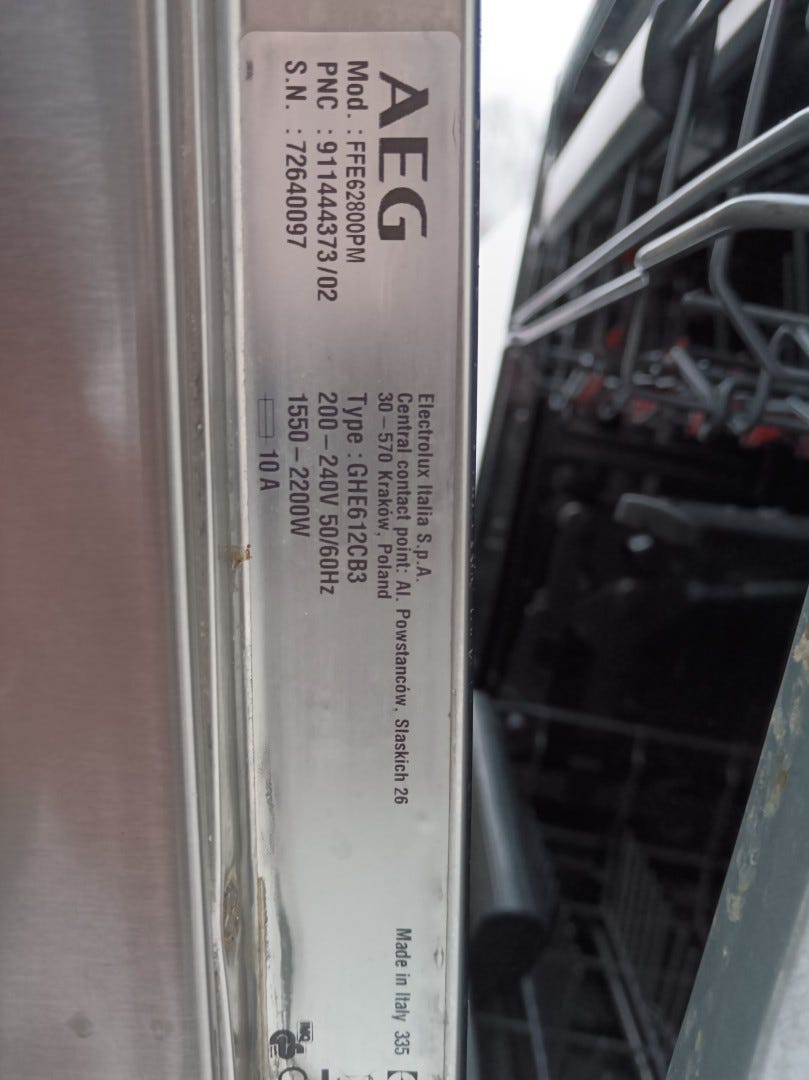 AEG
Mod. : FFE62800PM
PNC : 911444373/02
S.N. : 72640097
Electrolux Italia S.p.A.
Central contact point: Al. Powstanców, Slaskich 26
30 – 570 Kraków, Poland
Type : GHE612CB3
200 – 240V 50/60Hz
1550 – 2200W
10 A
Made in Italy 335